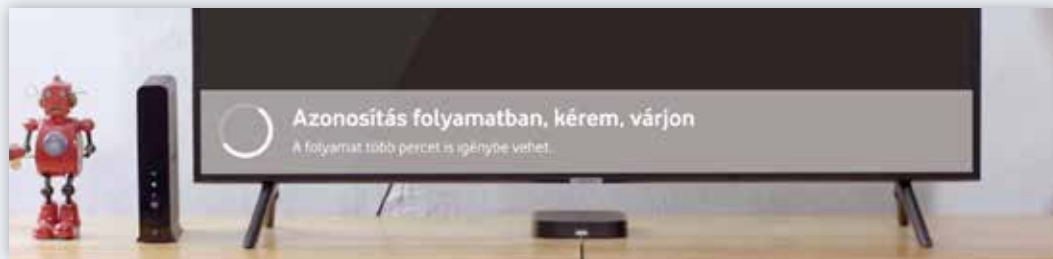 Azonosítás folyamatban, kérem, várjon
A folyamat több percet is igénybe vehet.